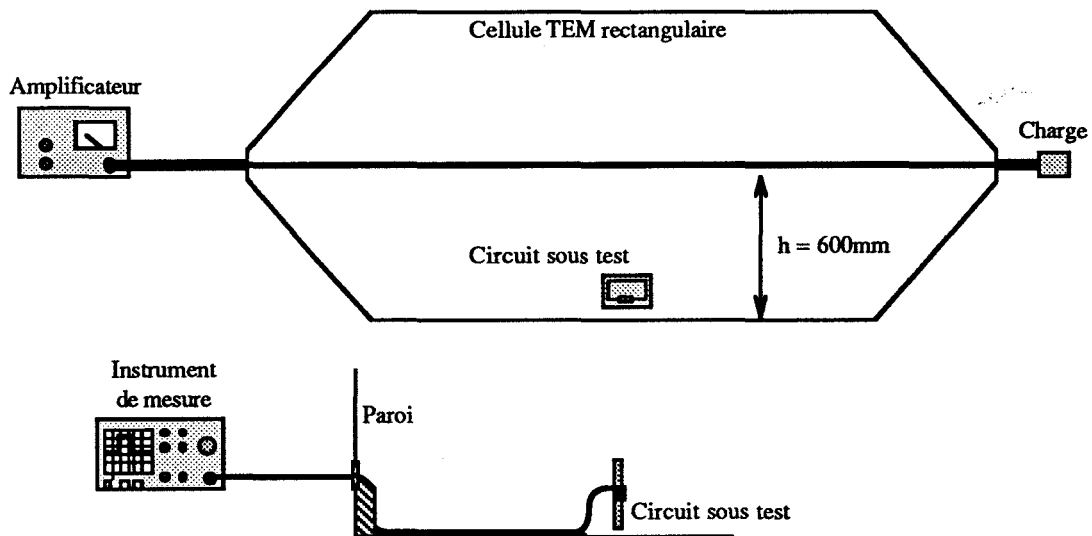 Cellule TEM rectangulaire
Amplificateur
Charge
Circuit sous test
h = 600mm
Instrument
de mesure
Paroi
Circuit sous test